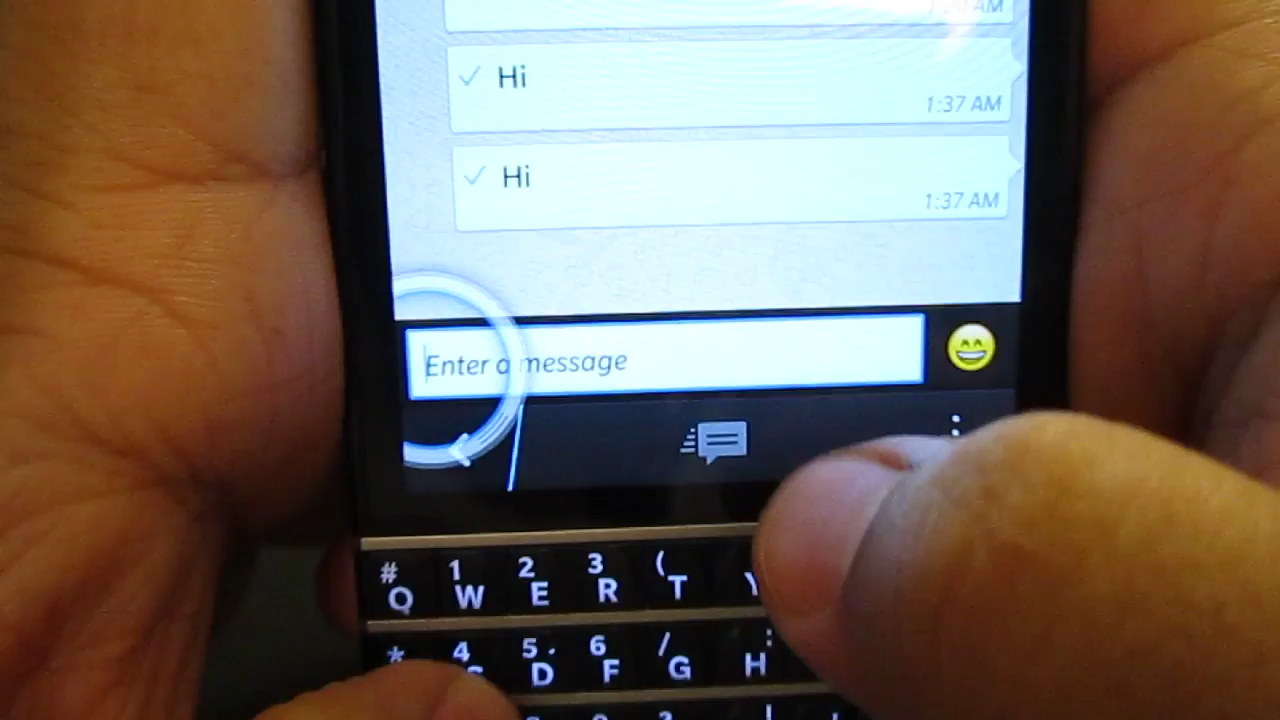 Hi
1:37 AM
Hi
1:37 AM
Enter a message
# 1 2 3 (
Q W E R T Y
* 4 5 6 / :
D F G H